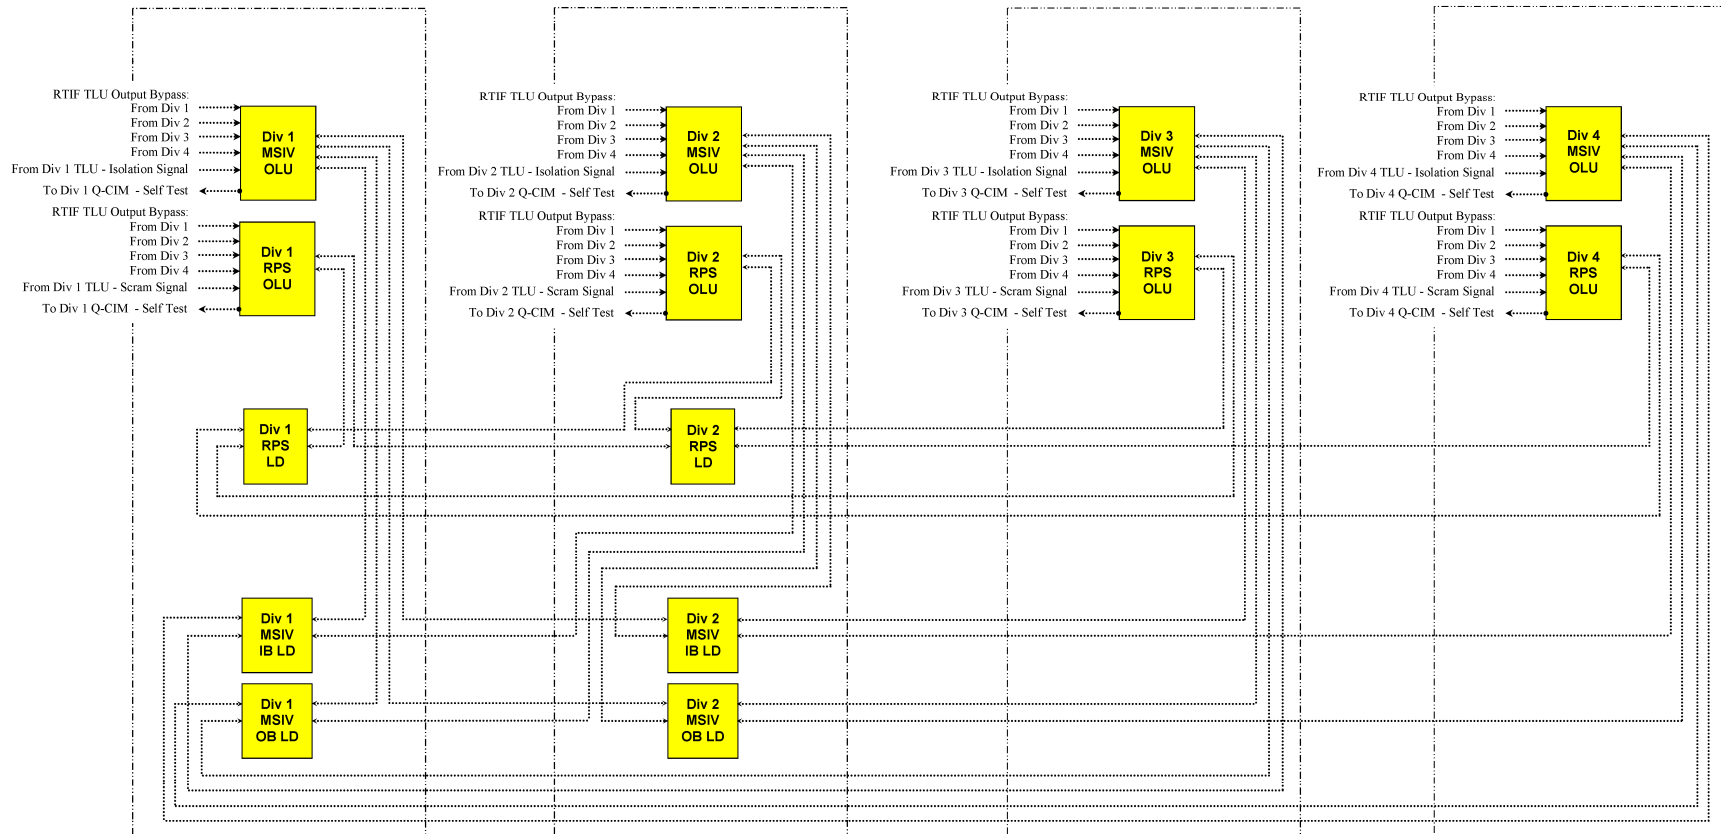 RTIF TLU Output Bypass:
From Div 1
From Div 2
From Div 3
From Div 4
From Div 1 TLU - Isolation Signal
To Div 1 Q-CIM - Self Test
Div 1
MSIV
OLU
RTIF TLU Output Bypass:
From Div 1
From Div 2
From Div 3
From Div 4
From Div 1 TLU - Scram Signal
To Div 1 Q-CIM - Self Test
Div 1
RPS
OLU
RTIF TLU Output Bypass:
From Div 1
From Div 2
From Div 3
From Div 4
From Div 2 TLU - Isolation Signal
To Div 2 Q-CIM - Self Test
Div 2
MSIV
OLU
RTIF TLU Output Bypass:
From Div 1
From Div 2
From Div 3
From Div 4
From Div 2 TLU - Scram Signal
To Div 2 Q-CIM - Self Test
Div 2
RPS
OLU
RTIF TLU Output Bypass:
From Div 1
From Div 2
From Div 3
From Div 4
From Div 3 TLU - Isolation Signal
To Div 3 Q-CIM - Self Test
Div 3
MSIV
OLU
RTIF TLU Output Bypass:
From Div 1
From Div 2
From Div 3
From Div 4
From Div 3 TLU - Scram Signal
To Div 3 Q-CIM - Self Test
Div 3
RPS
OLU
RTIF TLU Output Bypass:
From Div 1
From Div 2
From Div 3
From Div 4
From Div 4 TLU - Isolation Signal
To Div 4 Q-CIM - Self Test
Div 4
MSIV
OLU
RTIF TLU Output Bypass:
From Div 1
From Div 2
From Div 3
From Div 4
From Div 4 TLU - Scram Signal
To Div 4 Q-CIM - Self Test
Div 4
RPS
OLU
Div 1
RPS
LD
Div 2
RPS
LD
Div 1
MSIV
IB LD
Div 2
MSIV
IB LD
Div 1
MSIV
OB LD
Div 2
MSIV
OB LD